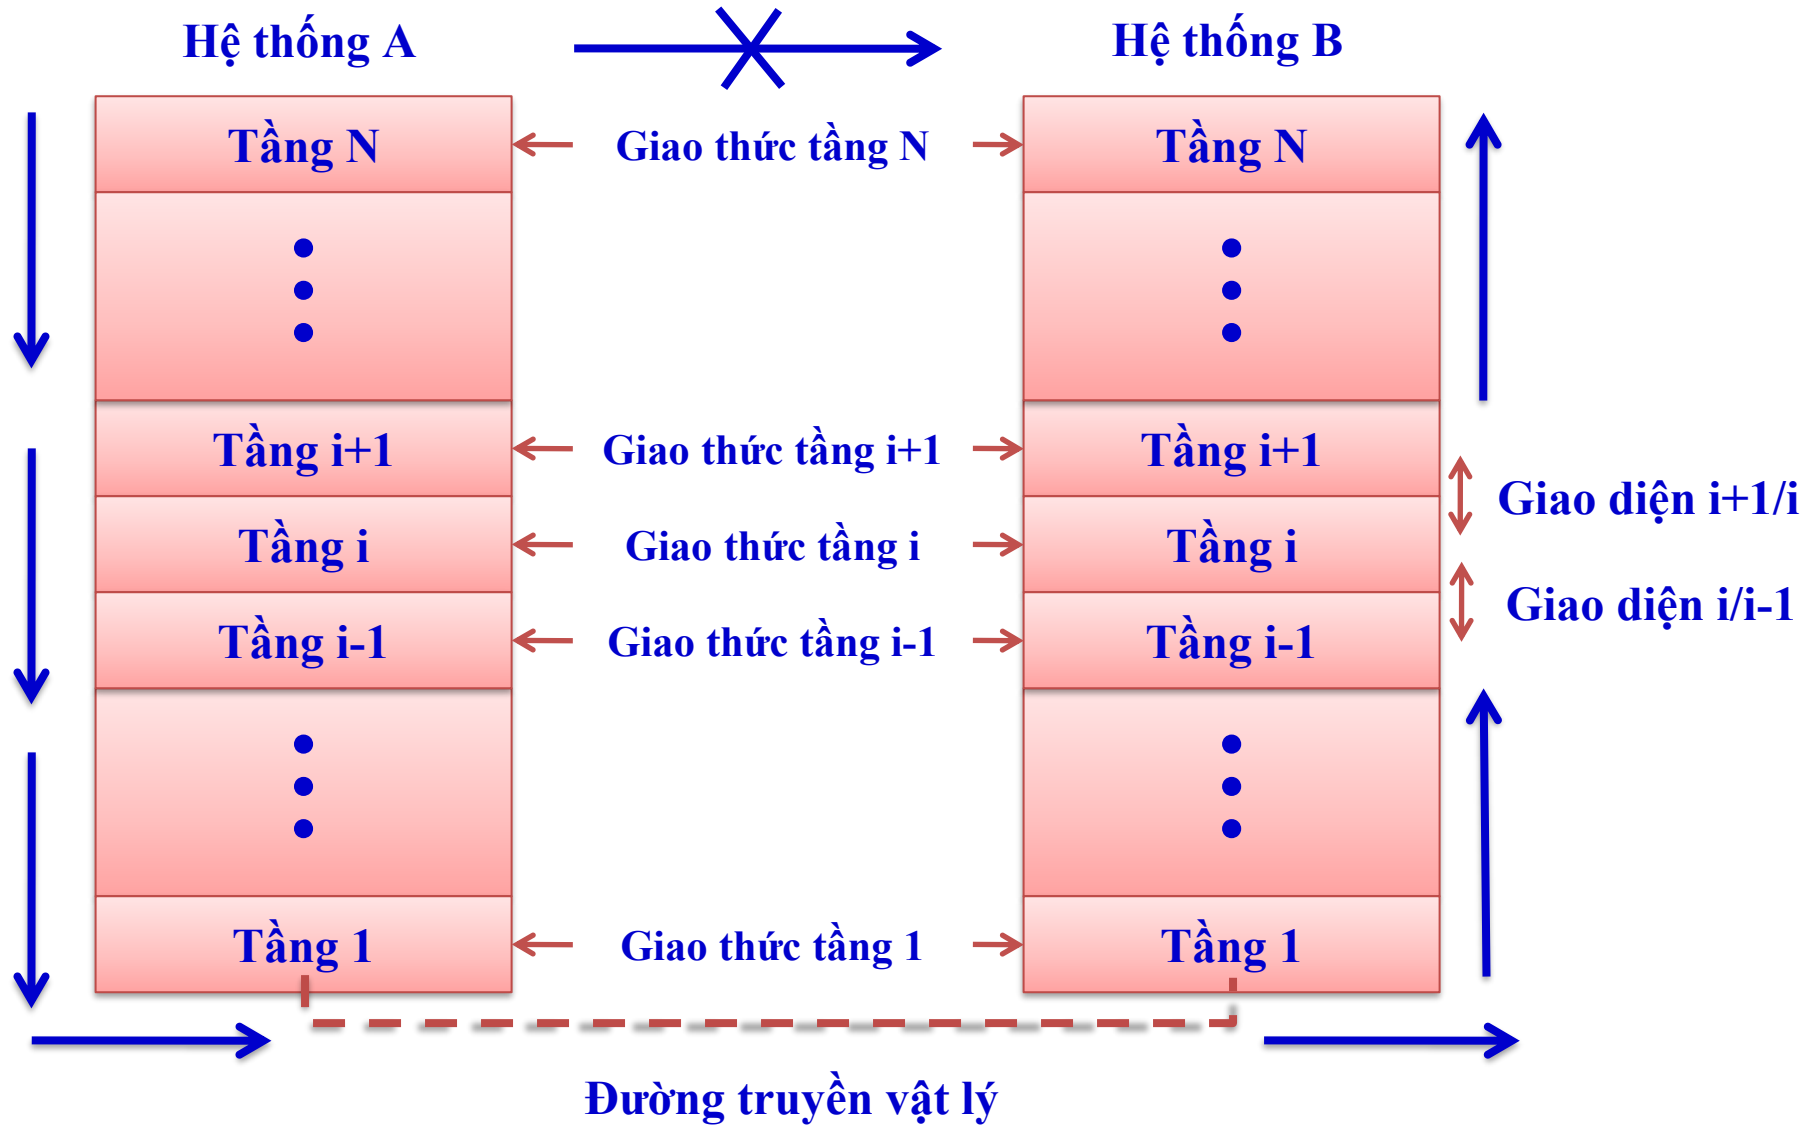 Hệ thống A
Hệ thống B
Tầng N
Giao thức tầng N
Tầng N
Tầng i+1
Giao thức tầng i+1
Tầng i+1
Giao diện i+1/i
Tầng i
Giao thức tầng i
Tầng i
Giao diện i/i-1
Tầng i-1
Giao thức tầng i-1
Tầng i-1
Tầng 1
Giao thức tầng 1
Tầng 1
Đường truyền vật lý